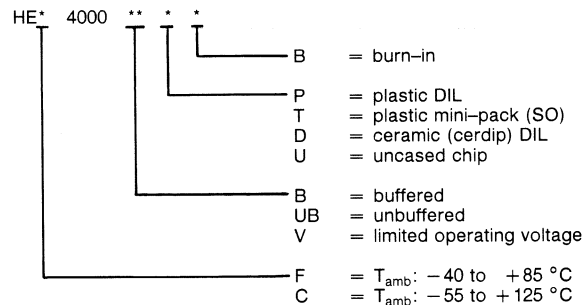 HE* 4000 ** * *
B = burn–in
P = plastic DIL
T = plastic mini–pack (SO)
D = ceramic (cerdip) DIL
U = uncased chip
B = buffered
UB = unbuffered
V = limited operating voltage
F = Tamb: −40 to +85 °C
C = Tamb: −55 to +125 °C